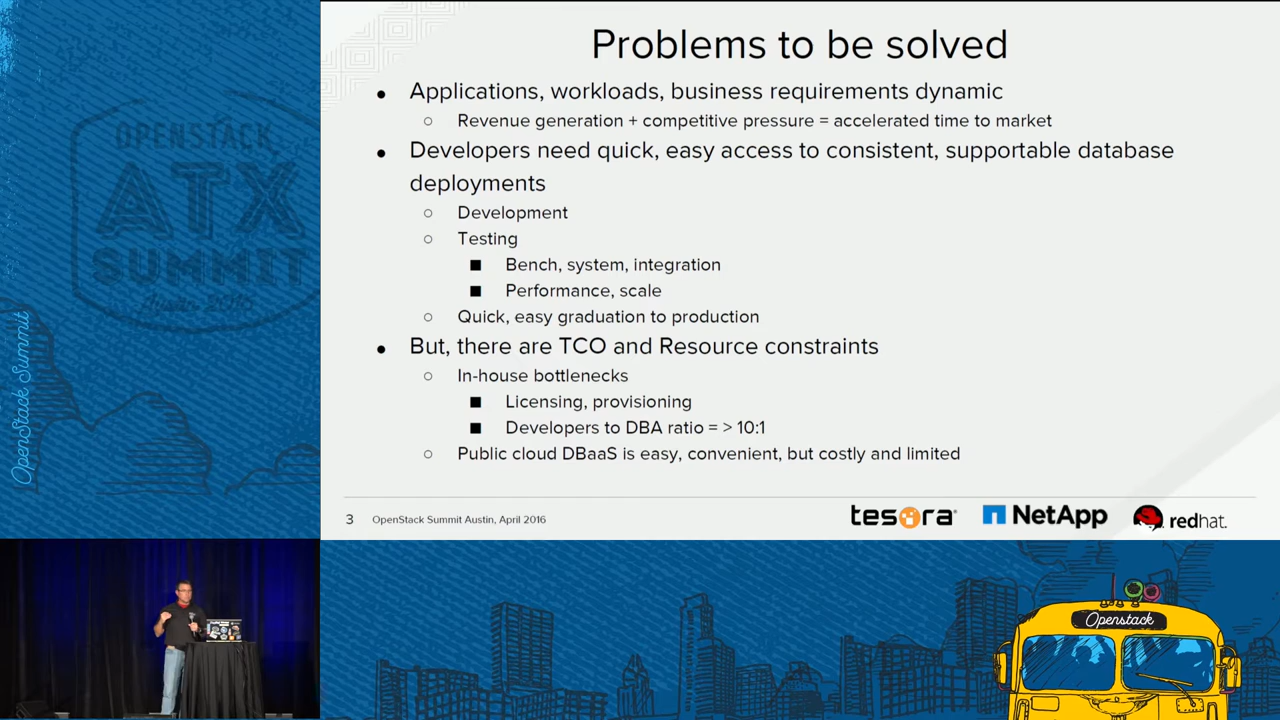 Problems to be solved
• Applications, workloads, business requirements dynamic
○ Revenue generation + competitive pressure = accelerated time to market
• Developers need quick, easy access to consistent, supportable database
deployments
○ Development
○ Testing
■ Bench, system, integration
■ Performance, scale
○ Quick, easy graduation to production
• But, there are TCO and Resource constraints
○ In-house bottlenecks
■ Licensing, provisioning
■ Developers to DBA ratio = > 10:1
○ Public cloud DBaaS is easy, convenient, but costly and limited
3 OpenStack Summit Austin, April 2016
tesora
NetApp
redhat.
OPENSTACK
ATX
SUMMIT
Austin 2016
OpenStack Summit
Openstack